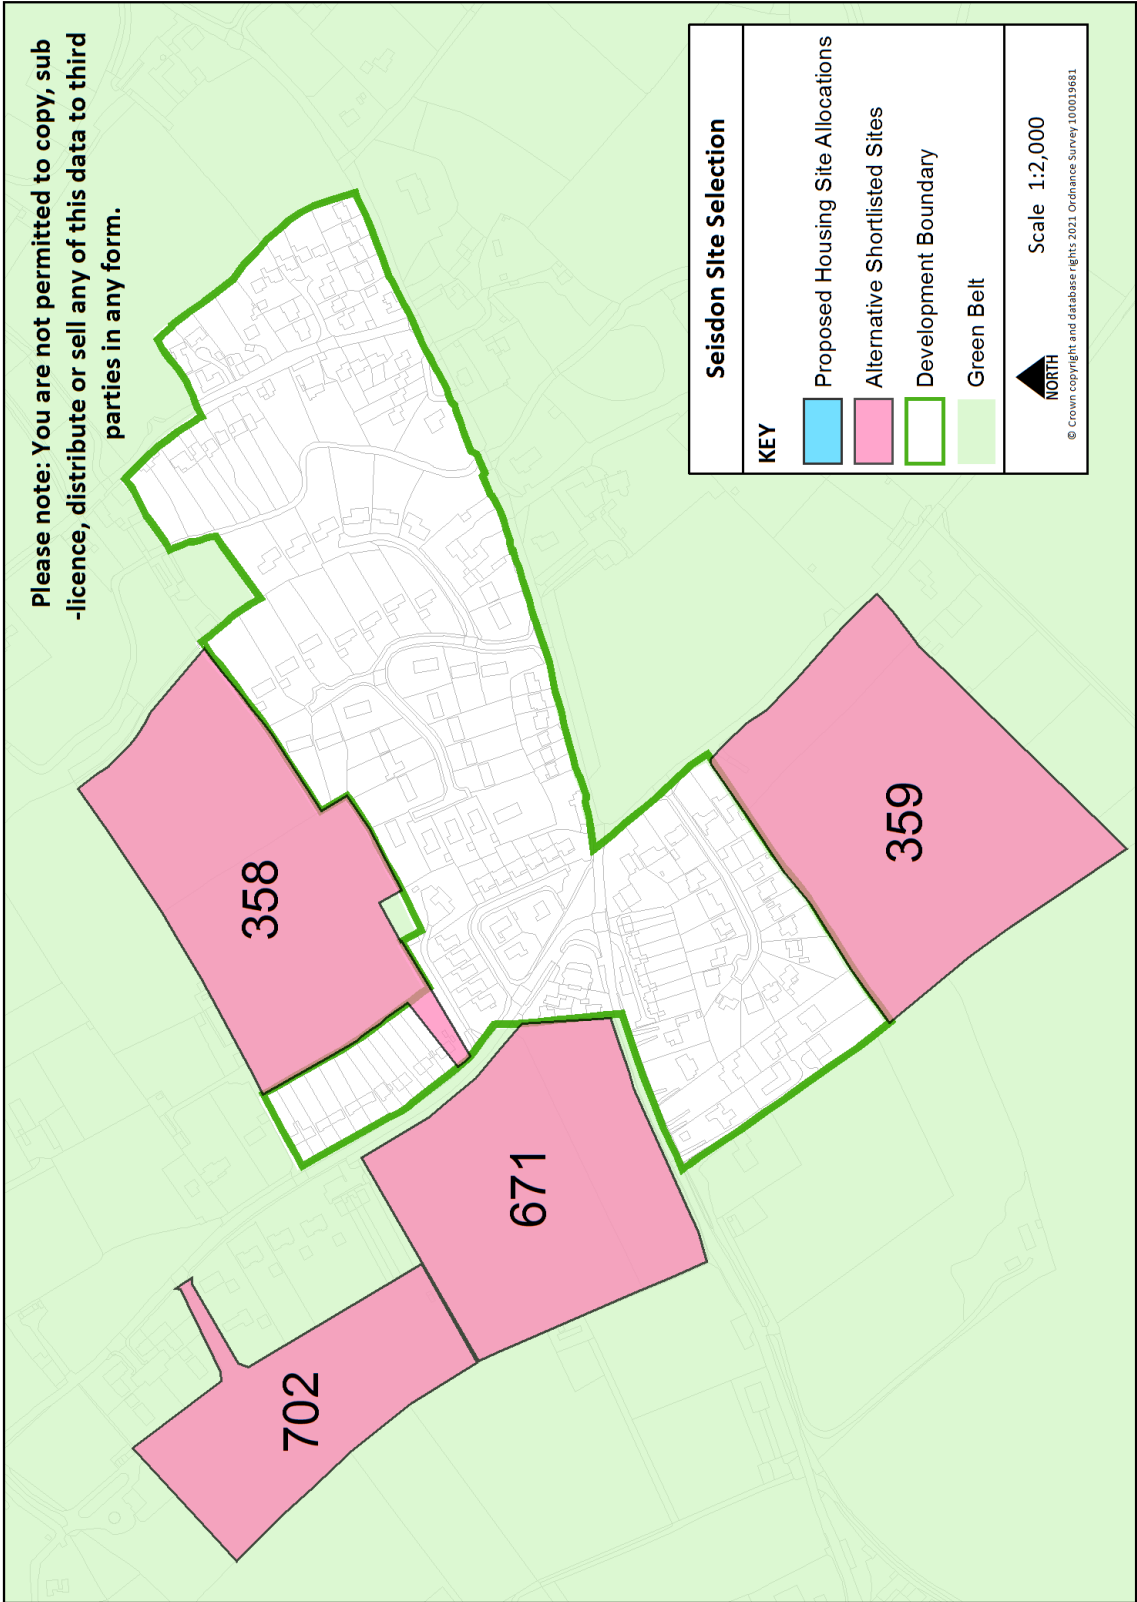 Please note: You are not permitted to copy, sub
-licence, distribute or sell any of this data to third
parties in any form.
702
358
671
359
Seisdon SIte Selection
KEY
Proposed Housing Site Allocations
Alternative Shortlisted Sites
Development Boundary
Green Belt
NORTH
Scale 1:2,000
© Crown copyright and database rights 2021 Ordnance Survey 100019681